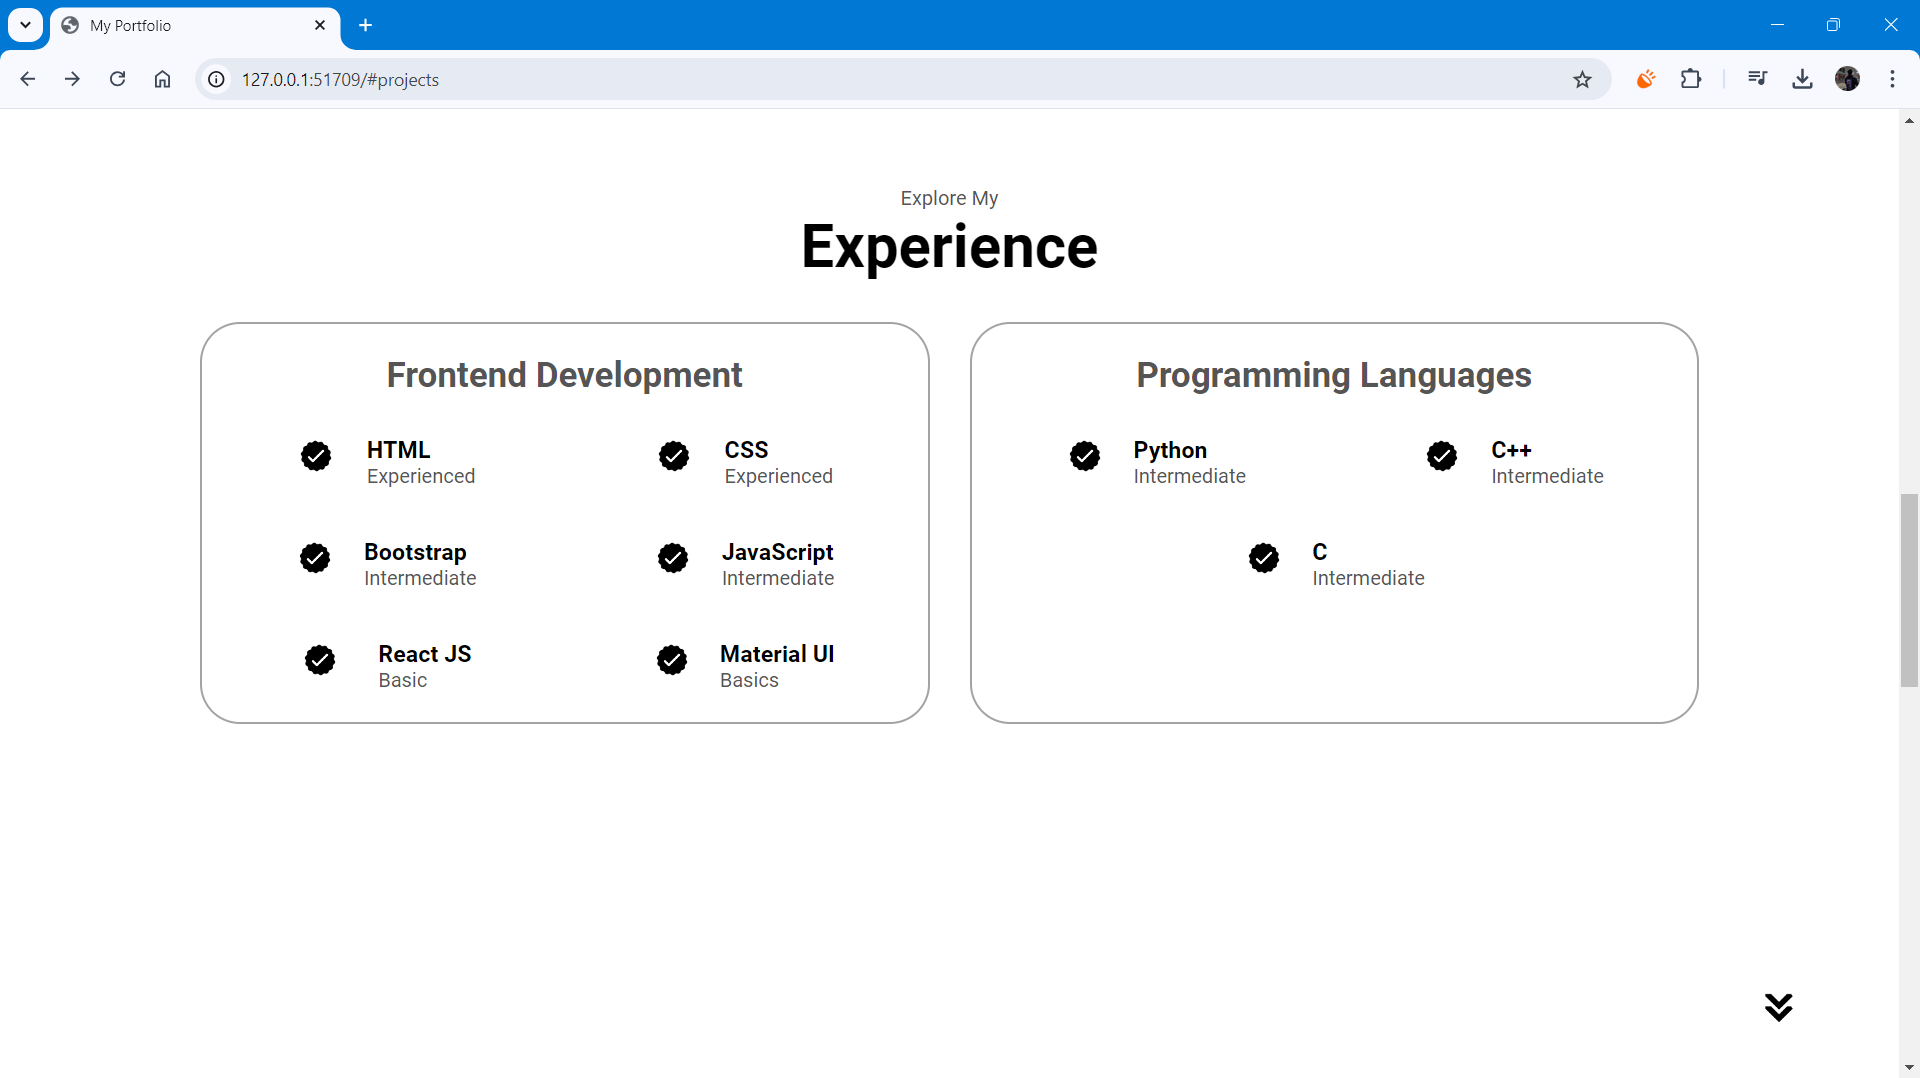 My Portfolio
127.0.0.1:51709/#projects
Explore My
Experience
Frontend Development
HTML
Experienced
CSS
Experienced
Bootstrap
Intermediate
JavaScript
Intermediate
React JS
Basic
Material UI
Basics
Programming Languages
Python
Intermediate
C++
Intermediate
C
Intermediate